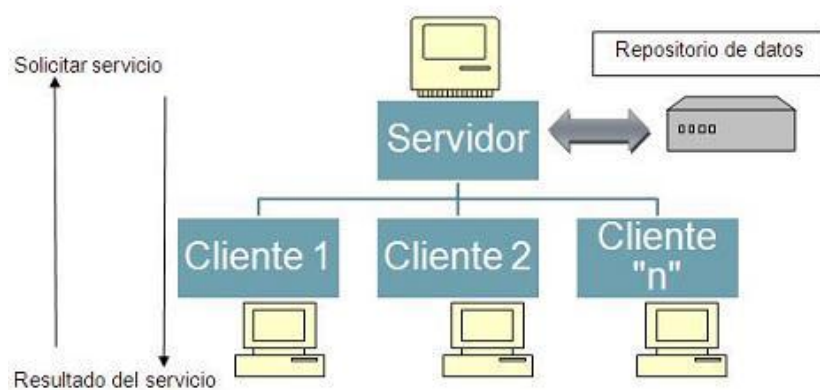 Solicitar servicio
Repositorio de datos
Servidor
Cliente 1
Cliente 2
Cliente
"n"
Resultado del servicio